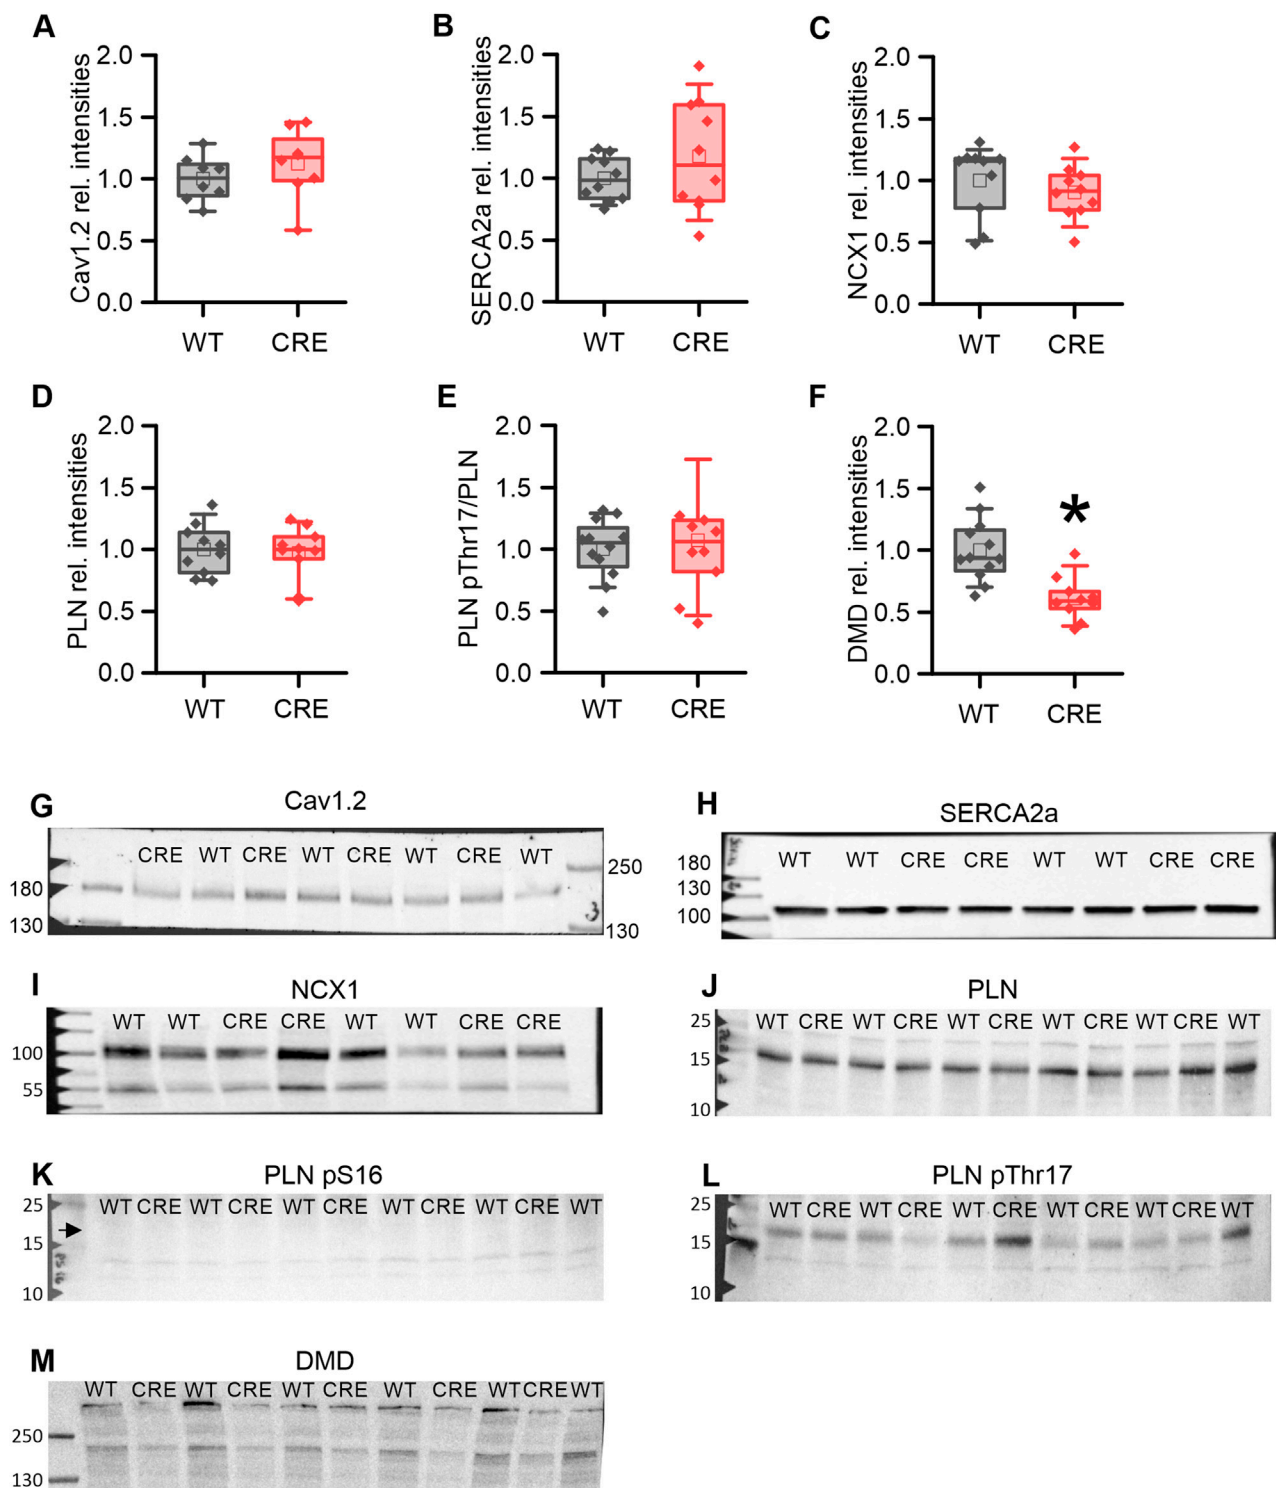 A
Cav1.2 rel. intensities
2.0
1.5
1.0
0.5
0.0
WT CRE
B
SERCA2a rel. intensities
2.0
1.5
1.0
0.5
0.0
WT CRE
C
NCX1 rel. intensities
2.0
1.5
1.0
0.5
0.0
WT CRE
D
PLN rel. intensities
2.0
1.5
1.0
0.5
0.0
WT CRE
E
PLN pThr17/PLN
2.0
1.5
1.0
0.5
0.0
WT CRE
F
DMD rel. intensities
2.0
1.5
1.0
0.5
0.0
*
WT CRE
G
Cav1.2
CRE WT CRE WT CRE WT CRE WT
180
130
250
130
3
H
SERCA2a
WT WT CRE CRE WT WT CRE CRE
180
130
100
I
NCX1
WT WT CRE CRE WT WT CRE CRE
100
55
J
PLN
WT CRE WT CRE WT CRE WT CRE WT CRE WT
25
15
10
K
PLN pS16
WT CRE WT CRE WT CRE WT CRE WT CRE WT
25
15
10
L
PLN pThr17
WT CRE WT CRE WT CRE WT CRE WT CRE WT
25
15
10
M
DMD
WT CRE WT CRE WT CRE WT CRE WT CRE WT
250
130